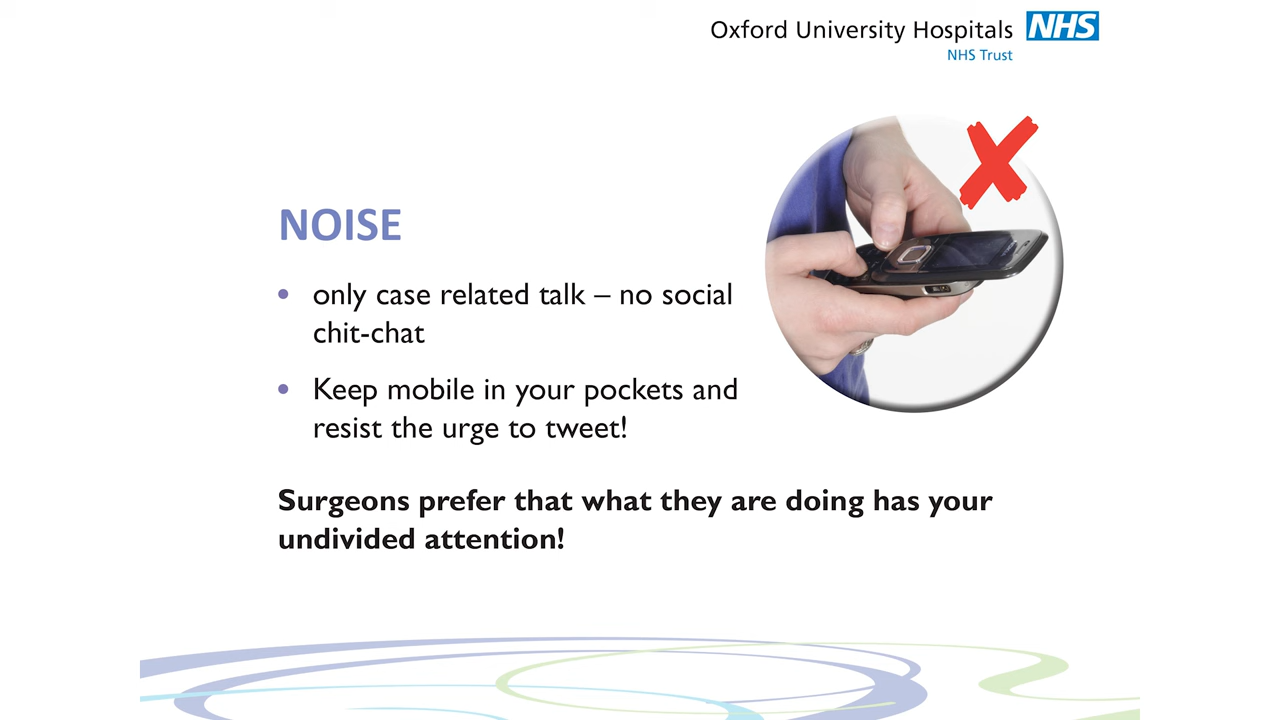 Oxford University Hospitals NHS
NHS Trust
NOISE
• only case related talk – no social
chit-chat
• Keep mobile in your pockets and
resist the urge to tweet!
Surgeons prefer that what they are doing has your
undivided attention!